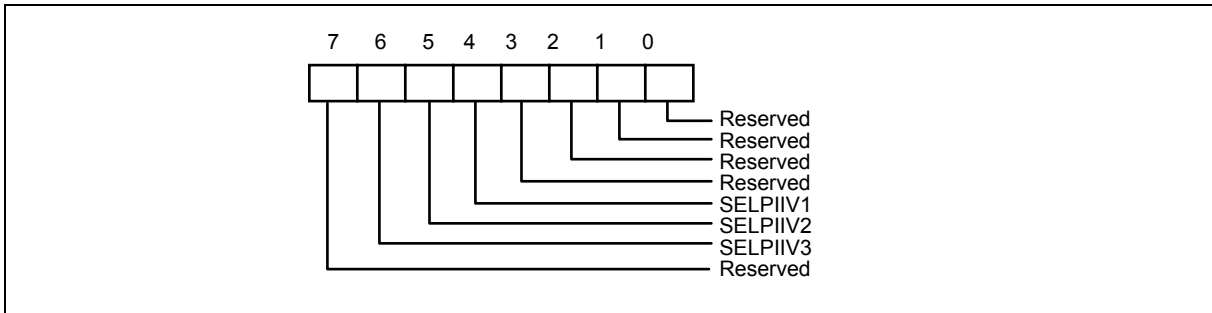 7 6 5 4 3 2 1 0
Reserved
Reserved
Reserved
Reserved
SELPIIV1
SELPIIV2
SELPIIV3
Reserved